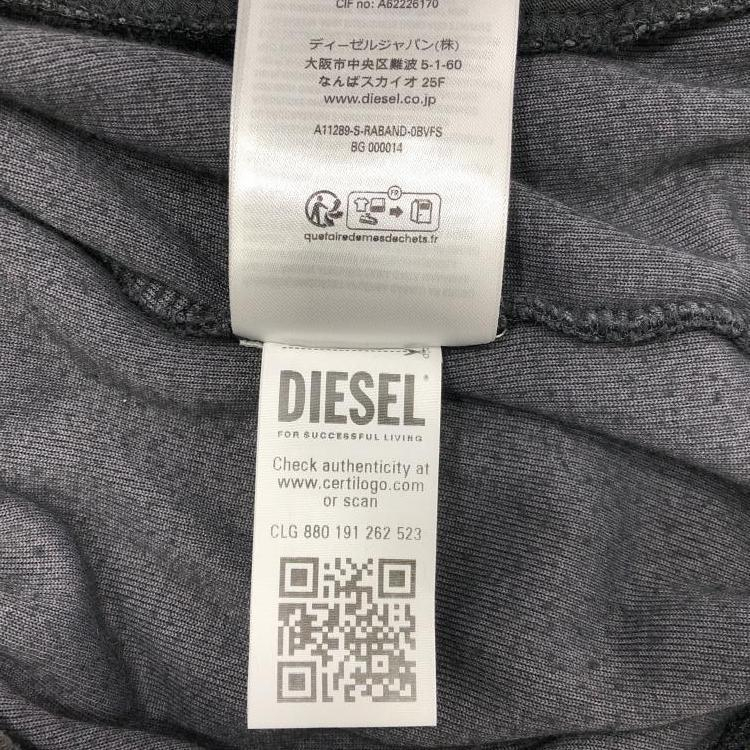 CIF no: A62226170
ディーゼルジャパン(株)
大阪市中央区難波 5-1-60
なんばスカイオ 25F
www.diesel.co.jp
A11289-S-RABAND-0BVFS
BG 000014
FR
quefairedemesdechets.fr
DIESEL
FOR SUCCESSFUL LIVING
Check authenticity at
www.certilogo.com
or scan
CLG 880 191 262 523